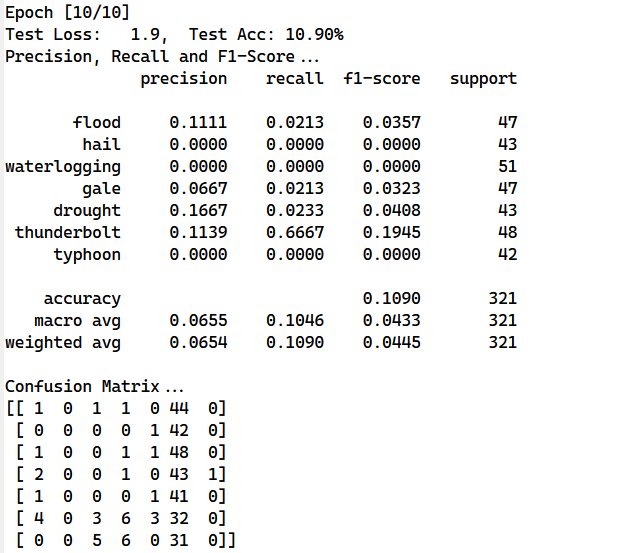 Epoch [10/10]
Test Loss:   1.9,  Test Acc: 10.90%
Precision, Recall and F1-Score...
              precision    recall  f1-score   support

       flood     0.1111    0.0213    0.0357        47
        hail     0.0000    0.0000    0.0000        43
waterlogging     0.0000    0.0000    0.0000        51
        gale     0.0667    0.0213    0.0323        47
     drought     0.1667    0.0233    0.0408        43
 thunderbolt     0.1139    0.6667    0.1945        48
     typhoon     0.0000    0.0000    0.0000        42

    accuracy                         0.1090       321
   macro avg     0.0655    0.1046    0.0433       321
weighted avg     0.0654    0.1090    0.0445       321

Confusion Matrix...
[[ 1  0  1  1  0 44  0]
 [ 0  0  0  0  1 42  0]
 [ 1  0  0  1  1 48  0]
 [ 2  0  0  1  0 43  1]
 [ 1  0  0  0  1 41  0]
 [ 4  0  3  6  3 32  0]
 [ 0  0  5  6  0 31  0]]